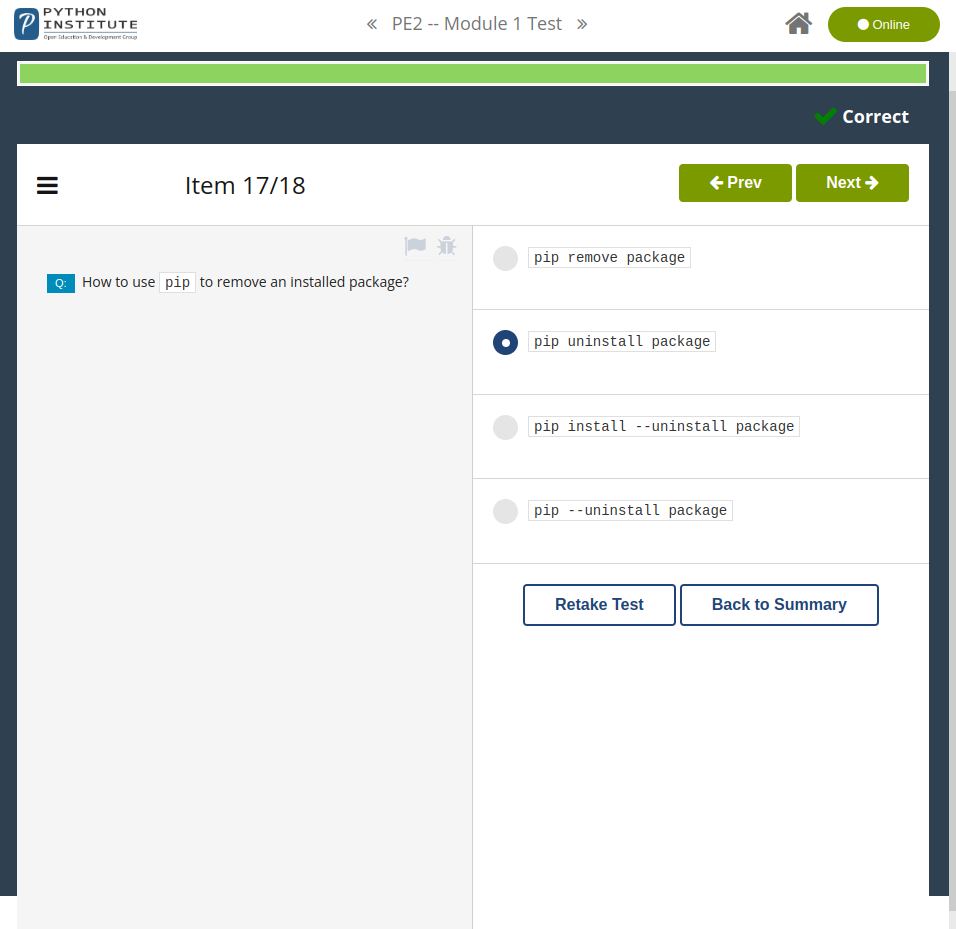 PYTHON
INSTITUTE
Open Education & Development Group
« PE2 -- Module 1 Test »
Online
Correct
Item 17/18
Prev
Next
Q: How to use pip to remove an installed package?
pip remove package
pip uninstall package
pip install --uninstall package
pip --uninstall package
Retake Test
Back to Summary